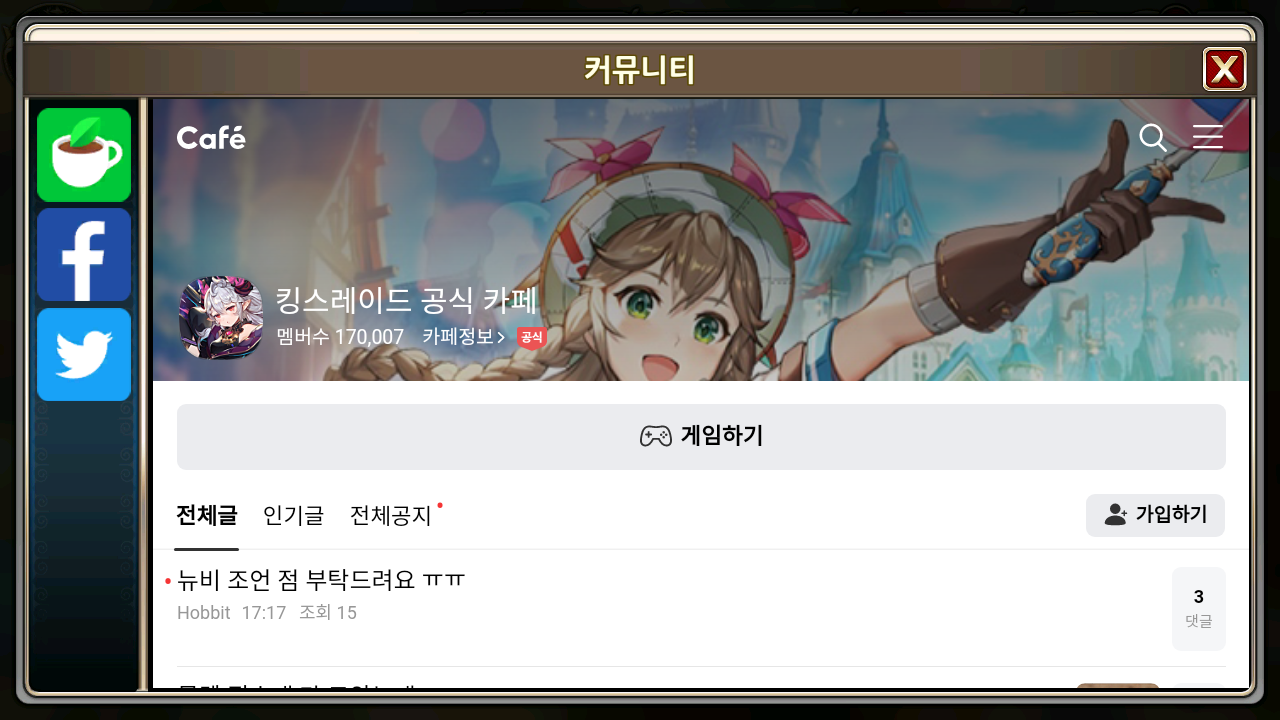 커뮤니티
X
Café
킹스레이드 공식 카페
멤버수 170,007 카페정보 > 공식
게임하기
전체글 인기글 전체공지 가입하기
뉴비 조언 점 부탁드려요 ㅠㅠ
Hobbit 17:17 조회 15
3
댓글